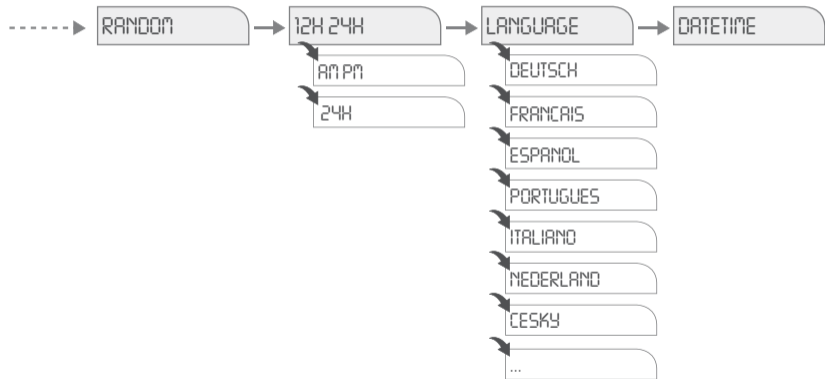 RANDOM
12H 24H
AM PM
24H
LANGUAGE
DEUTSCH
FRANCAIS
ESPANOL
PORTUGUES
ITALIANO
NEDERLAND
CESKY
...
DATETIME